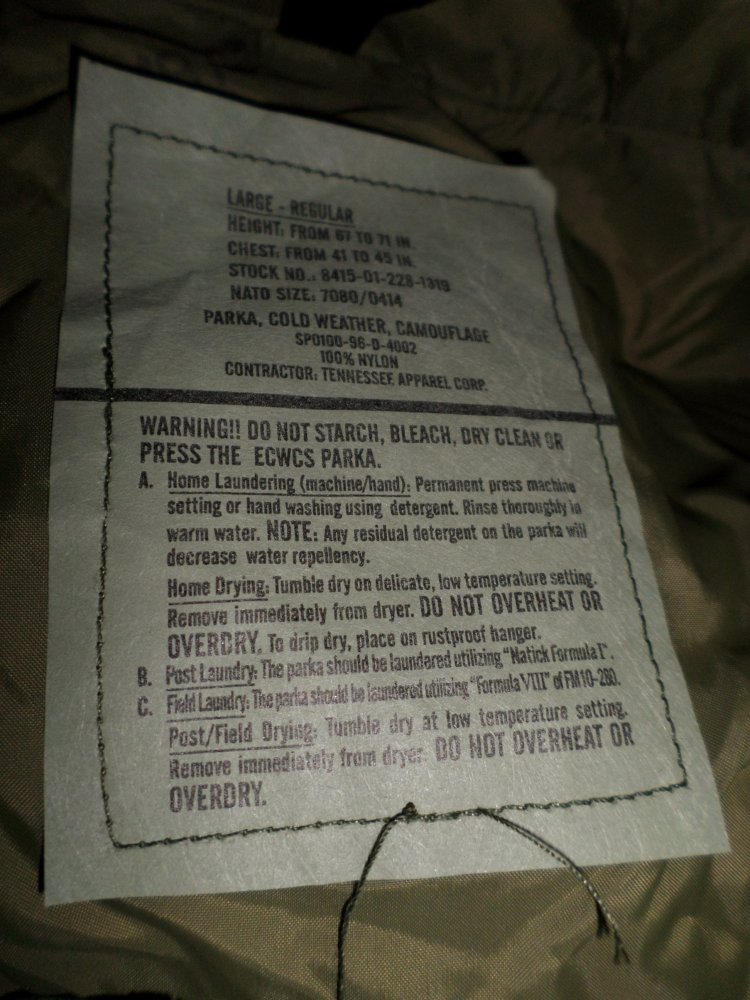 LARGE - REGULAR
HEIGHT: FROM 67 TO 71 IN.
CHEST: FROM 41 TO 45 IN.
STOCK NO.: 8415-01-228-1319
NATO SIZE: 7080/0414
PARKA, COLD WEATHER, CAMOUFLAGE
SPO100-96-D-4002
100% NYLON
CONTRACTOR: TENNESSEE APPAREL CORP.
WARNING!! DO NOT STARCH, BLEACH, DRY CLEAN OR
PRESS THE ECWCS PARKA.
A. Home Laundering (machine/hand): Permanent press machine
setting or hand washing using detergent. Rinse thoroughly in
warm water. NOTE: Any residual detergent on the parka will
decrease water repellency.
Home Drying: Tumble dry on delicate, low temperature setting.
Remove immediately from dryer. DO NOT OVERHEAT OR
OVERDRY. To drip dry, place on rustproof hanger.
B. Post Laundry: The parka should be laundered utilizing "Natick Formula I".
C. Field Laundry: The parka should be laundered utilizing "Formula VIII" of FM10-280.
Post/Field Drying: Tumble dry at low temperature setting.
Remove immediately from dryer. DO NOT OVERHEAT OR
OVERDRY.